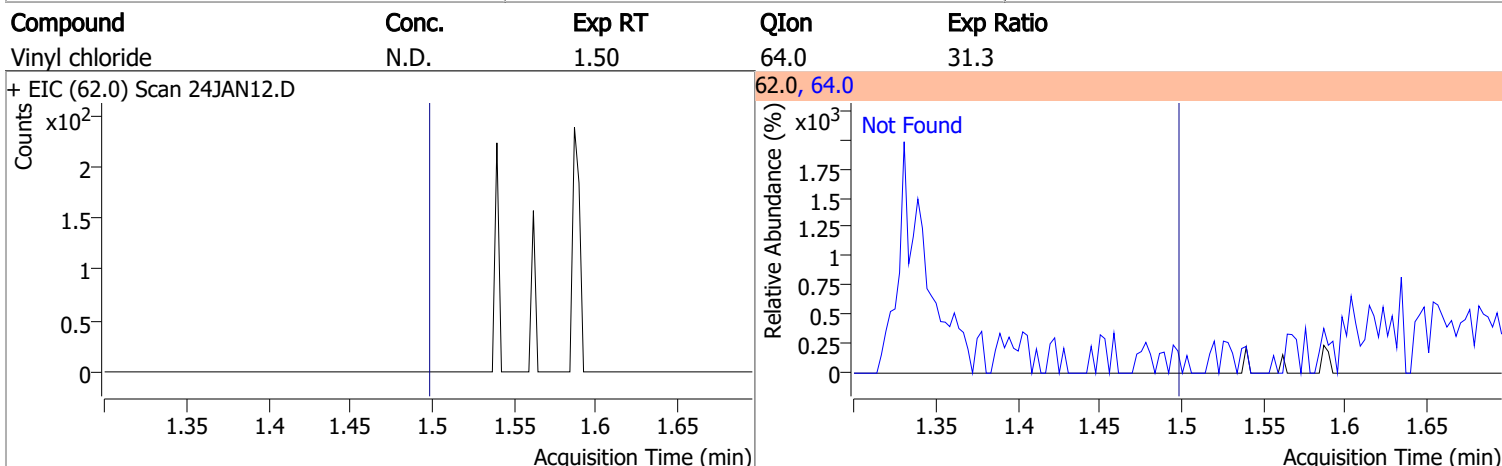 Compound Conc. Exp RT QIon Exp Ratio
Vinyl chloride N.D. 1.50 64.0 31.3
+ EIC (62.0) Scan 24JAN12.D
Counts
x10²
2
1.5
1
0.5
0
1.35 1.4 1.45 1.5 1.55 1.6 1.65
Acquisition Time (min)
62.0, 64.0
Relative Abundance (%)
x10³
Not Found
1.75
1.5
1.25
1
0.75
0.5
0.25
0
1.35 1.4 1.45 1.5 1.55 1.6 1.65
Acquisition Time (min)